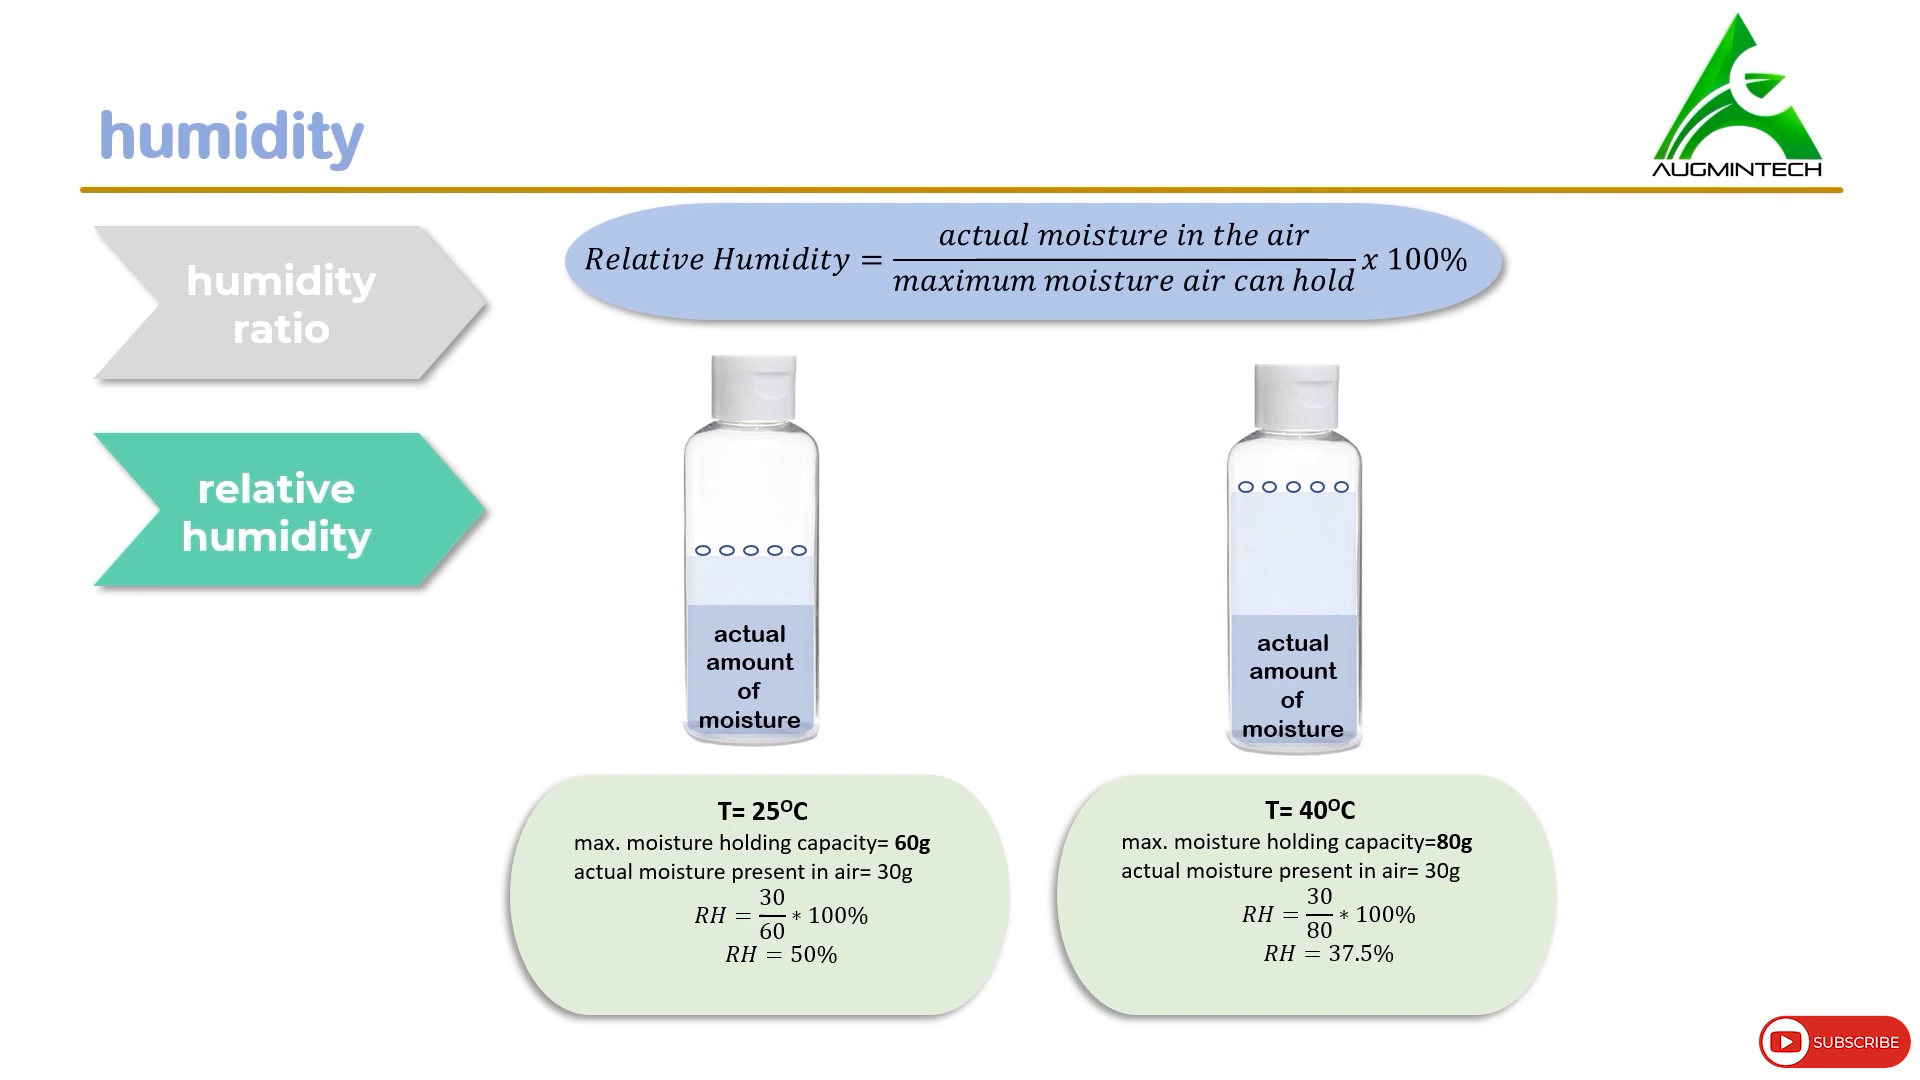 humidity
AUGMINTECH
humidity
ratio
relative
humidity
Relative Humidity = actual moisture in the air / maximum moisture air can hold x 100%
actual
amount
of
moisture
actual
amount
of
moisture
T= 25⁰C
max. moisture holding capacity= 60g
actual moisture present in air= 30g
RH = 30/60 * 100%
RH = 50%
T= 40⁰C
max. moisture holding capacity=80g
actual moisture present in air= 30g
RH = 30/80 * 100%
RH = 37.5%
SUBSCRIBE